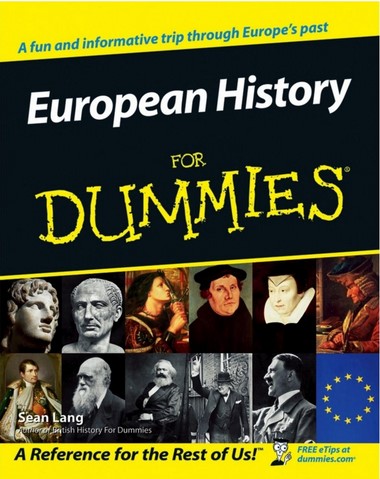 A fun and informative trip through Europe's past
European History
FOR
DUMMIES®
Sean Lang
Author of British History For Dummies
A Reference for the Rest of Us!™
FREE eTips at
dummies.com®